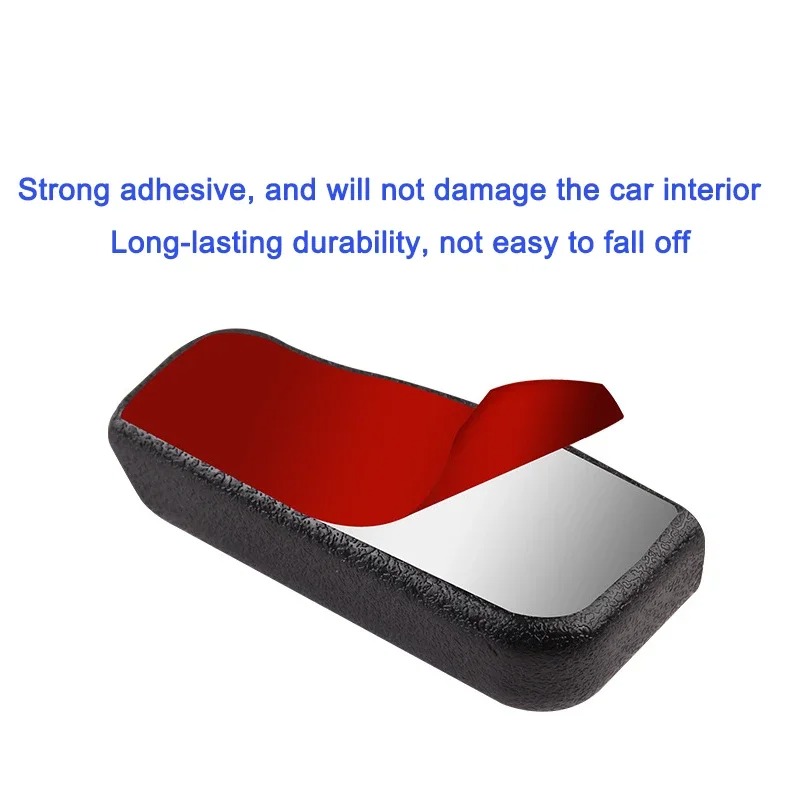 Strong adhesive, and will not damage the car interior
Long-lasting durability, not easy to fall off